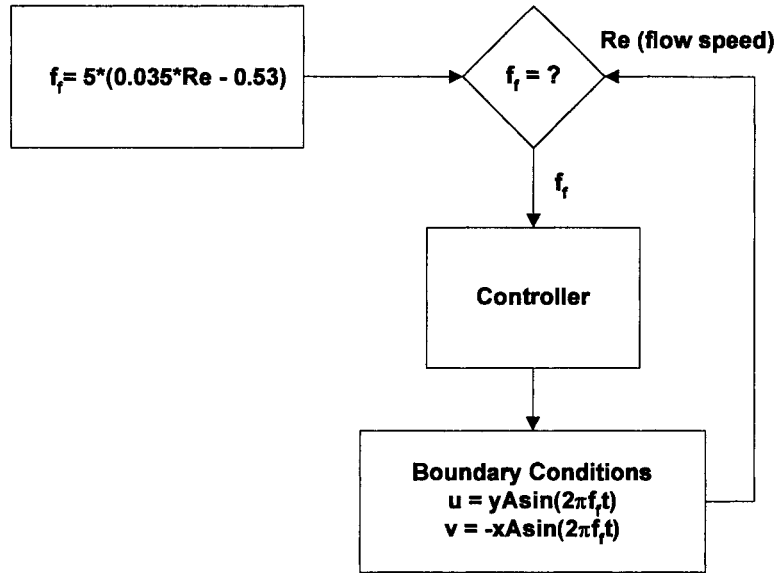 Re (flow speed)
f_f= 5*(0.035*Re - 0.53)
f_f = ?
f_f
Controller
Boundary Conditions
u = yAsin(2πf_ft)
v = -xAsin(2πf_ft)